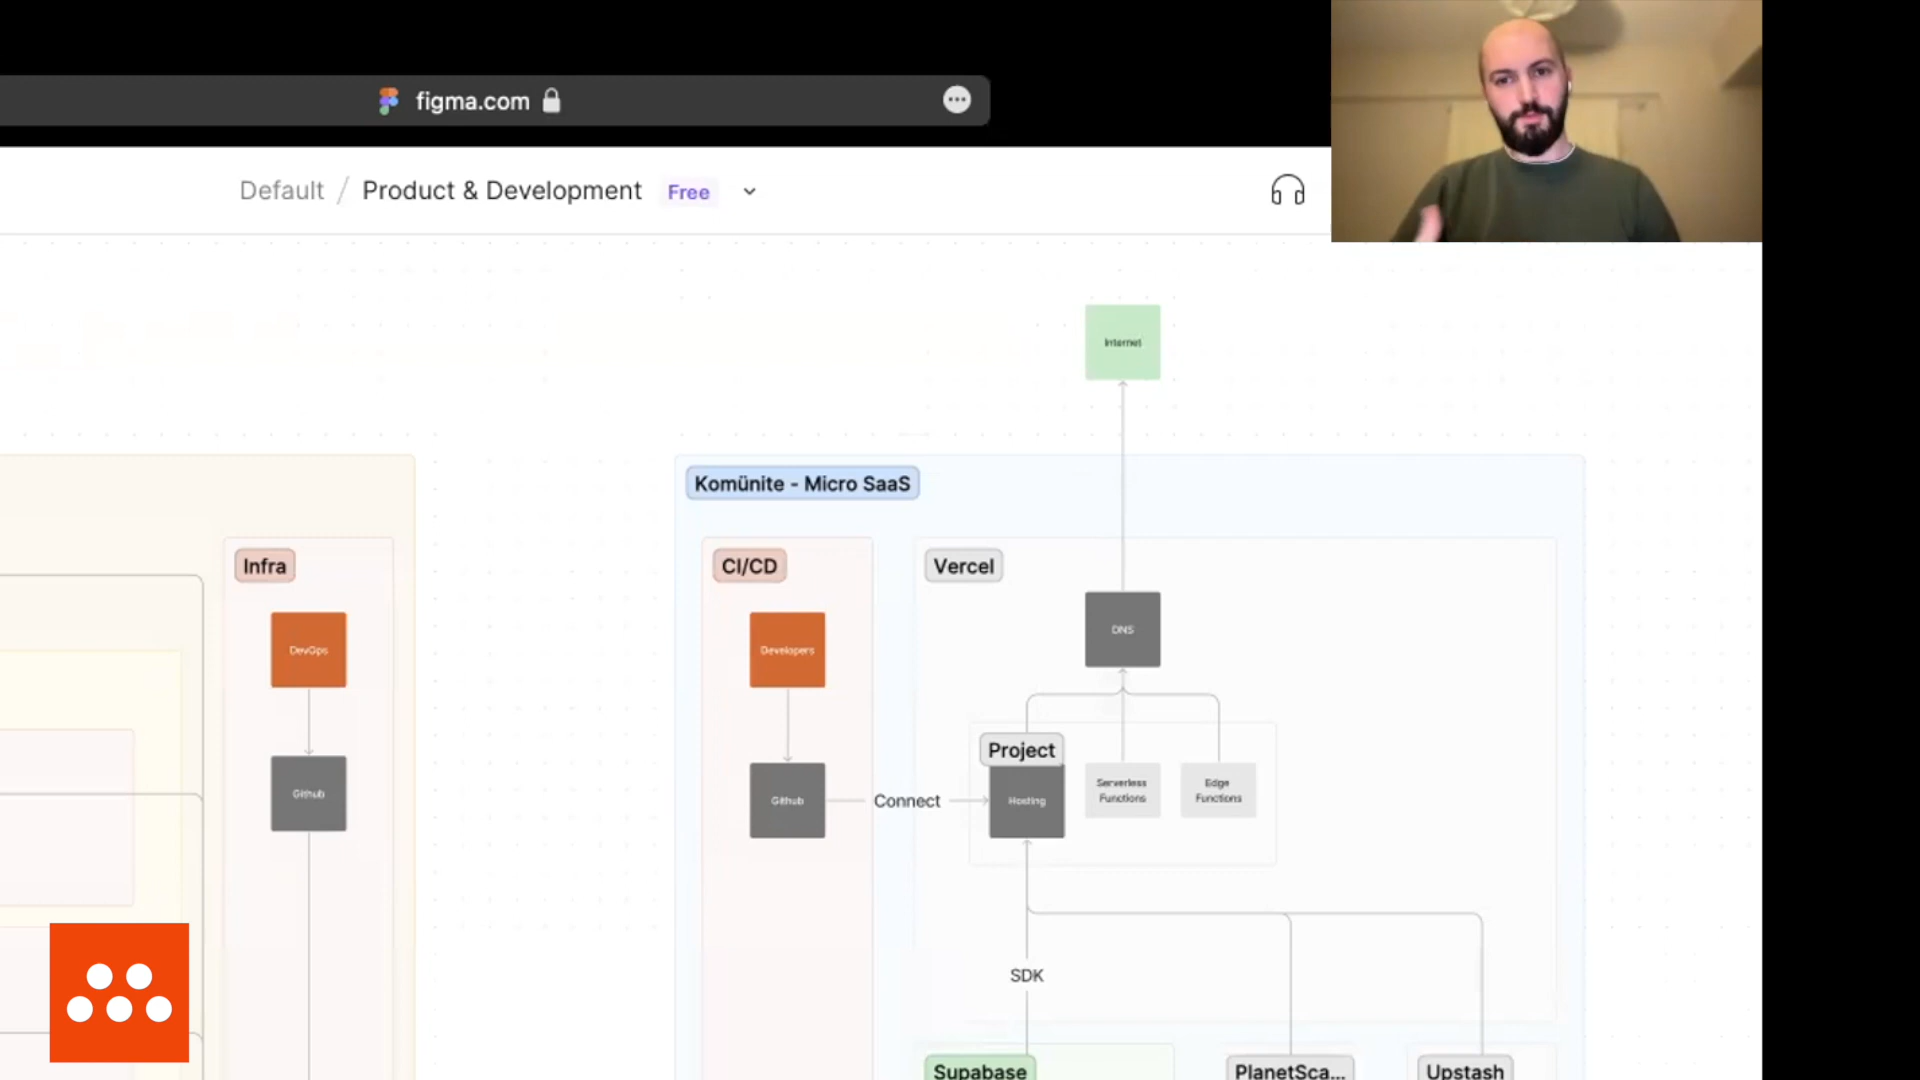 figma.com
Default / Product & Development Free
Internet
Komünite - Micro SaaS
Infra
CI/CD
Vercel
DevOps
Developers
DNS
Github
Project
Github
Connect
Hosting
Serverless
Functions
Edge
Functions
SDK
Supabase
PlanetSca...
Upstash